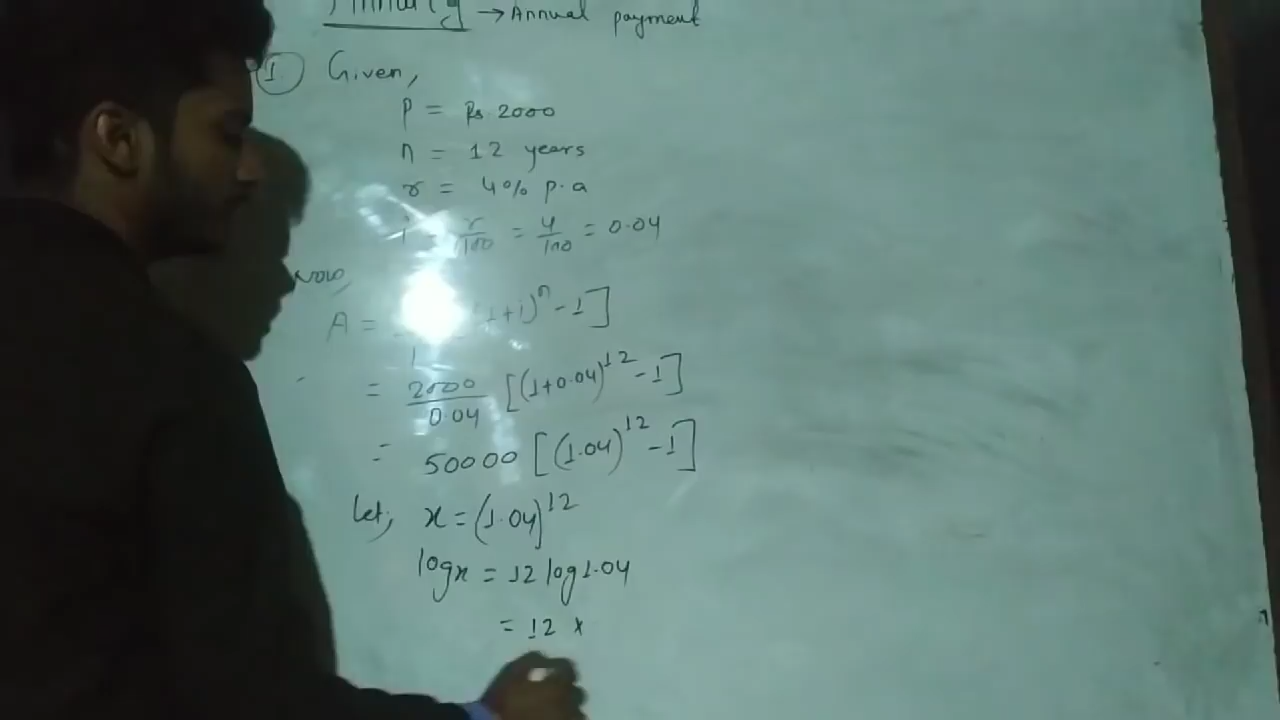 → Annual payment
1. Given,
P = Rs. 2000
n = 12 years
r = 4% p.a
i = r/100 = 4/100 = 0.04
Now,
A = (1+i)^n - 1]
= 2000/0.04 [(1+0.04)^12 - 1]
= 50000 [(1.04)^12 - 1]
Let, x = (1.04)^12
logx = 12 log 1.04
= 12 ×